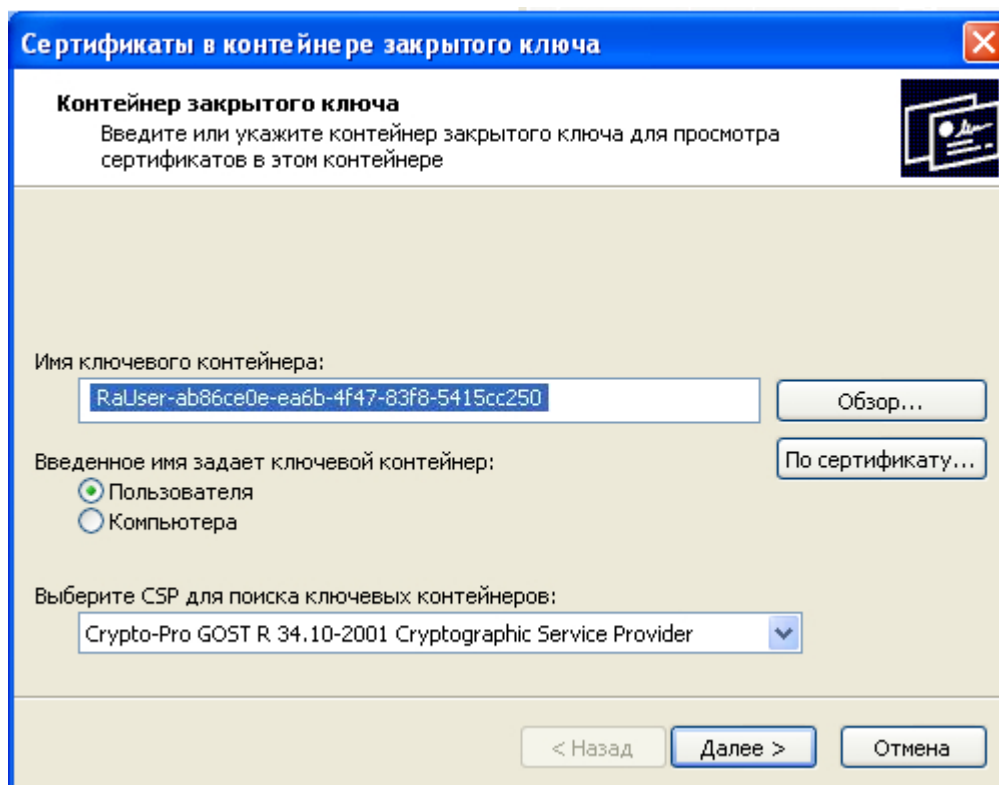 Сертификаты в контейнере закрытого ключа
Контейнер закрытого ключа
Введите или укажите контейнер закрытого ключа для просмотра
сертификатов в этом контейнере
Имя ключевого контейнера:
RaUser-ab86ce0e-ea6b-4f47-83f8-5415cc250
Обзор...
Введенное имя задает ключевой контейнер:
По сертификату...
Пользователя
Компьютера
Выберите CSP для поиска ключевых контейнеров:
Crypto-Pro GOST R 34.10-2001 Cryptographic Service Provider
< Назад
Далее >
Отмена